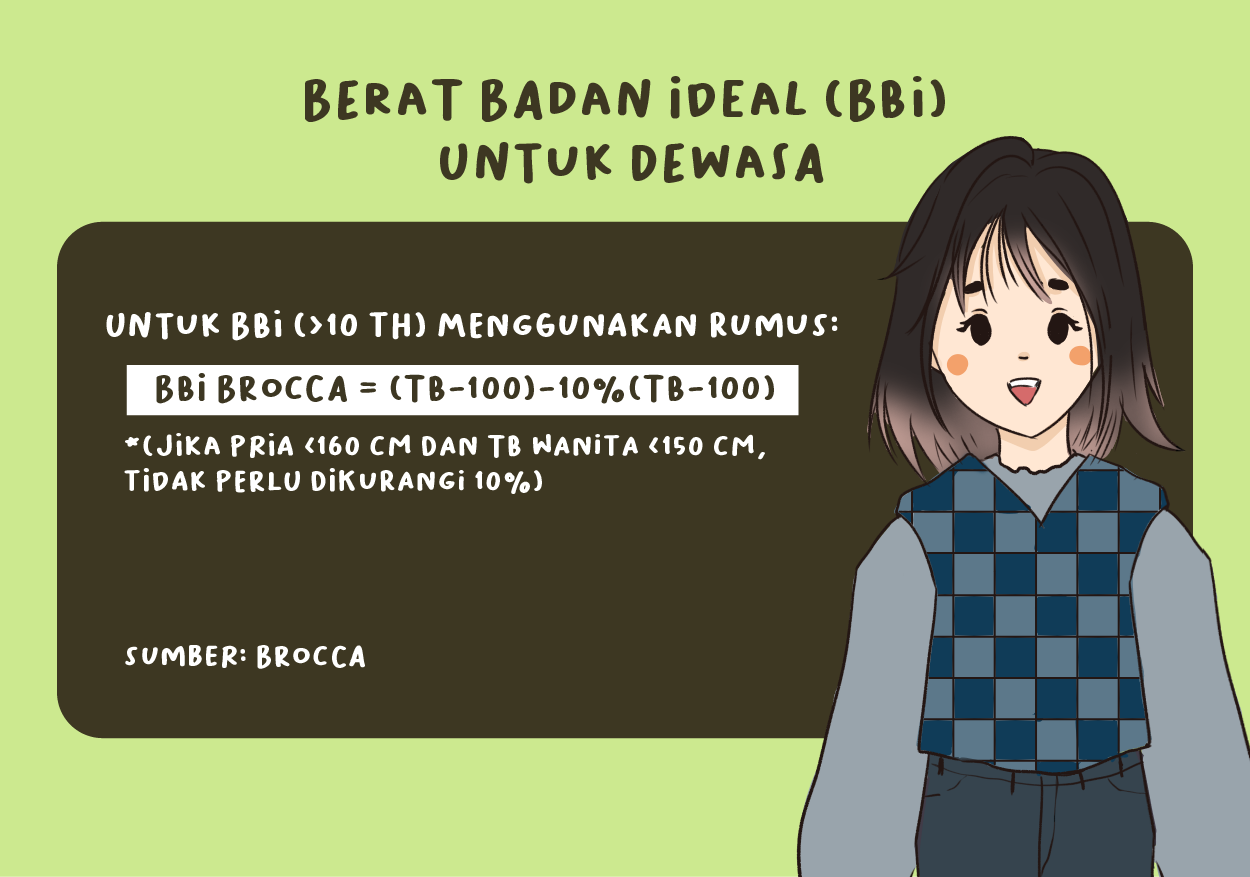 BERAT BADAN iDEAL (BBi)
UNTUK DEWASA
UNTUK BBi (>10 TH) MENGGUNAKAN RUMUS:
BBi BROCCA = (TB-100)-10%(TB-100)
*(JiKA PRiA <160 CM DAN TB WANiTA <150 CM,
TiDAK PERLU DiKURANGi 10%)
SUMBER: BROCCA